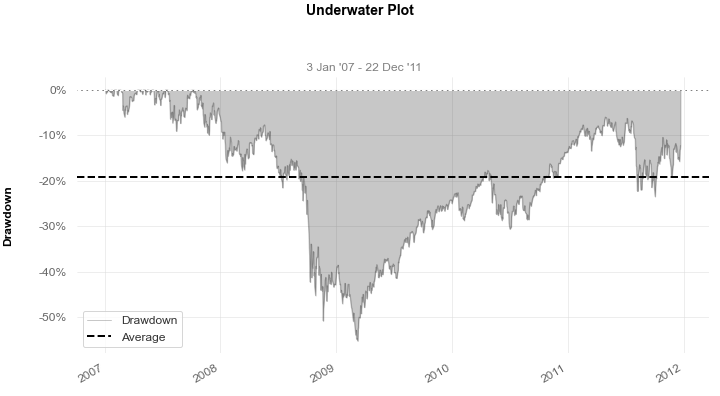 Underwater Plot
3 Jan '07 - 22 Dec '11
0%
-10%
-20%
-30%
-40%
-50%
Drawdown
Drawdown
Average
2007
2008
2009
2010
2011
2012